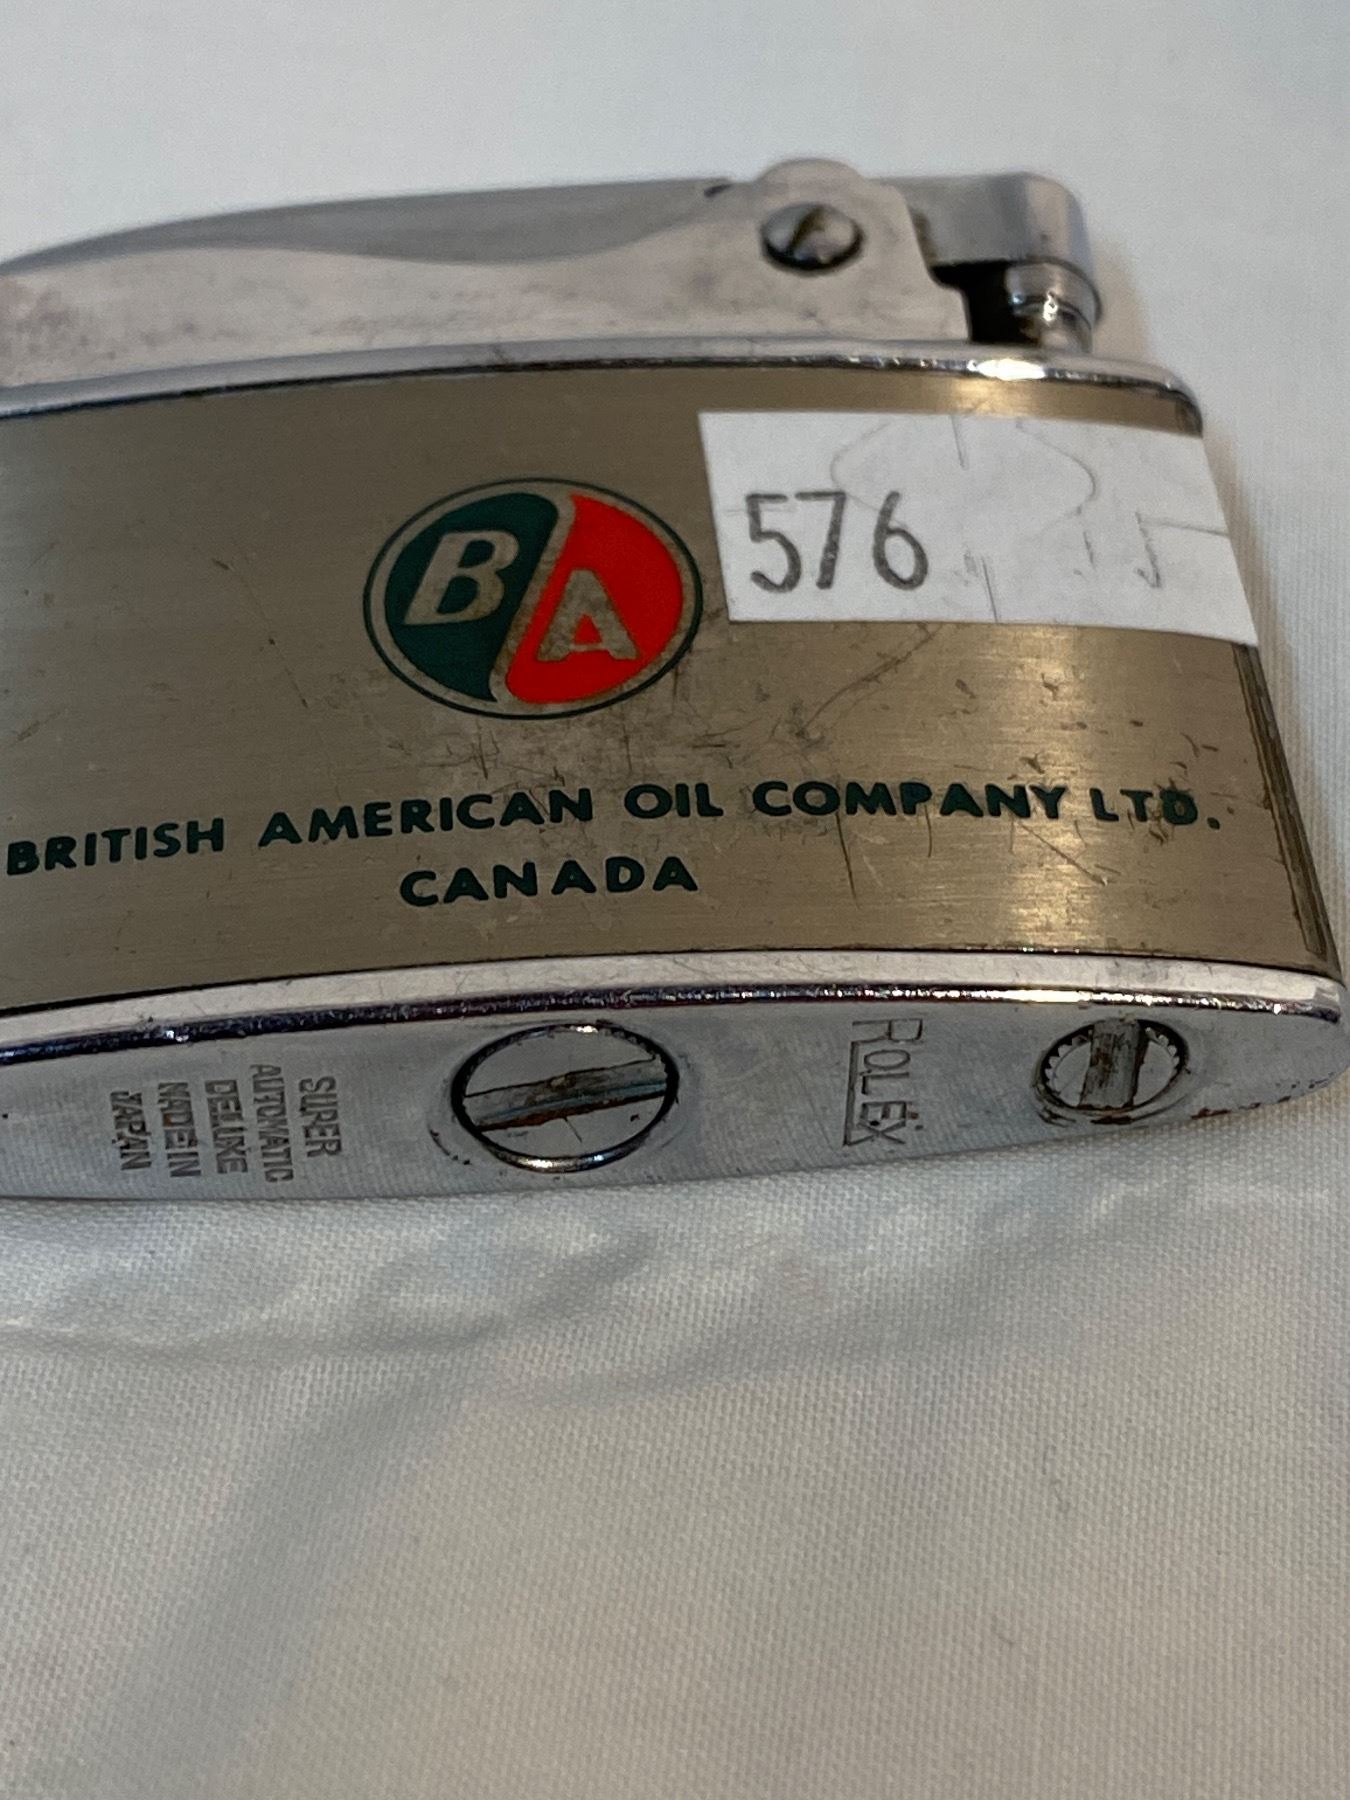 BA
576
BRITISH AMERICAN OIL COMPANY LTD.
CANADA
SUPER
AUTOMATIC
DELUXE
MADE IN
JAPAN
ROLEX